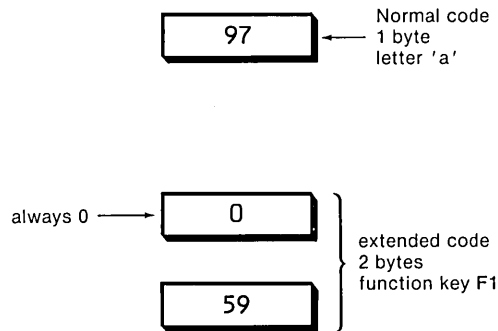 97
Normal code
1 byte
letter 'a'
always 0
0
59
extended code
2 bytes
function key F1